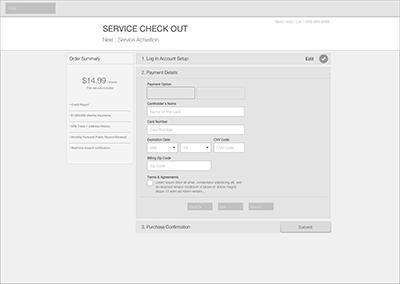 Need Help? Call 1-888-888-8888
SERVICE CHECK OUT
Next : Service Activation
Order Summary
$14.99 / month
This service includes:
• Credit Report
• $1,000,000 Identity Insurance
• SSN Trace + Address History
• Monthly Personal Public Record Renewal
• Real-time breach notification
1. Log In Account Setup
Edit
2. Payment Details
Payment Option
Cardholder's Name
Name on the card
Card Number
Card Number
Expiration Date
CVV Code
MM
YY
CVV Code
Billing Zip Code
Zip Code
Terms & Agreements
Lorem ipsum dolor sit amet, consectetur adipisicing elit, sed
do eiusmod tempor incididunt ut labore et dolore magna
aliqua. Ut enim ad minim veniam...
3. Purchase Confirmation
Submit